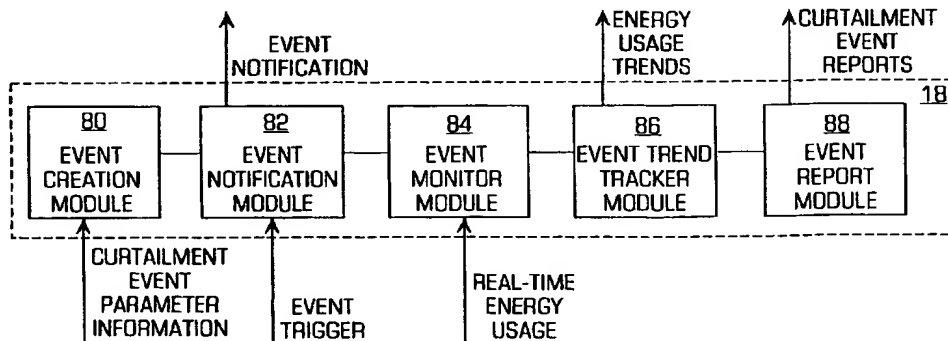 EVENT
NOTIFICATION
ENERGY
USAGE
TRENDS
CURTAILMENT
EVENT
REPORTS
18
80
EVENT
CREATION
MODULE
82
EVENT
NOTIFICATION
MODULE
84
EVENT
MONITOR
MODULE
86
EVENT TREND
TRACKER
MODULE
88
EVENT
REPORT
MODULE
CURTAILMENT
EVENT
PARAMETER
INFORMATION
EVENT
TRIGGER
REAL-TIME
ENERGY
USAGE